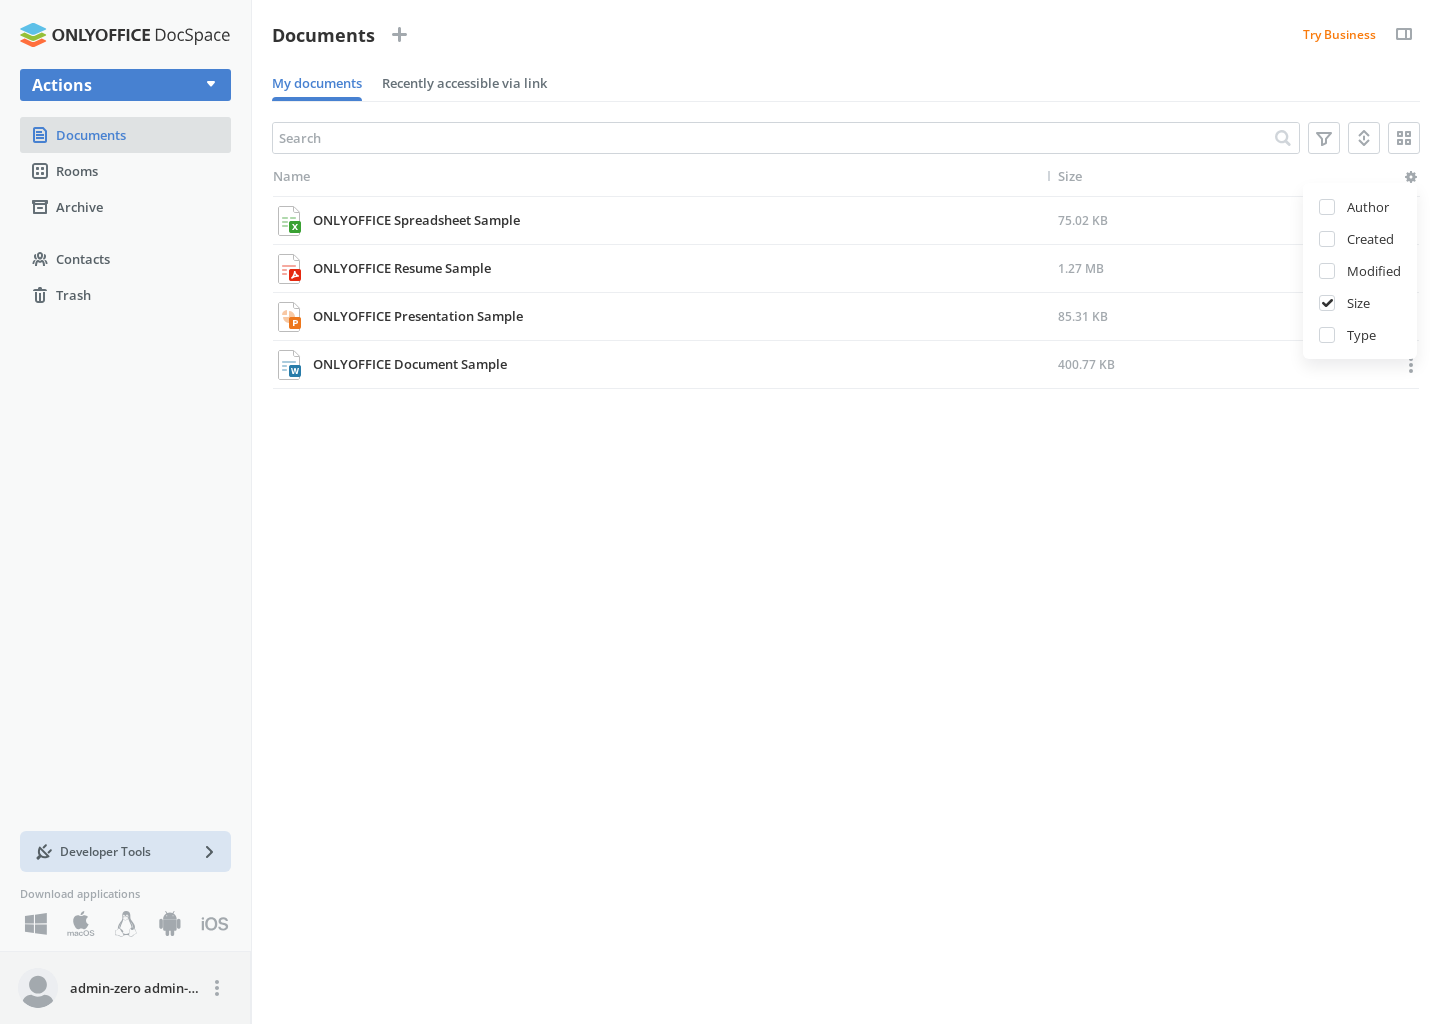 ONLYOFFICE DocSpace
Actions
Documents
Rooms
Archive
Contacts
Trash
Developer Tools
Download applications
macOS
iOS
admin-zero admin-...
Documents
Try Business
My documents
Recently accessible via link
Search
Name
Size
ONLYOFFICE Spreadsheet Sample
75.02 KB
ONLYOFFICE Resume Sample
1.27 MB
ONLYOFFICE Presentation Sample
85.31 KB
ONLYOFFICE Document Sample
400.77 KB
Author
Created
Modified
Size
Type